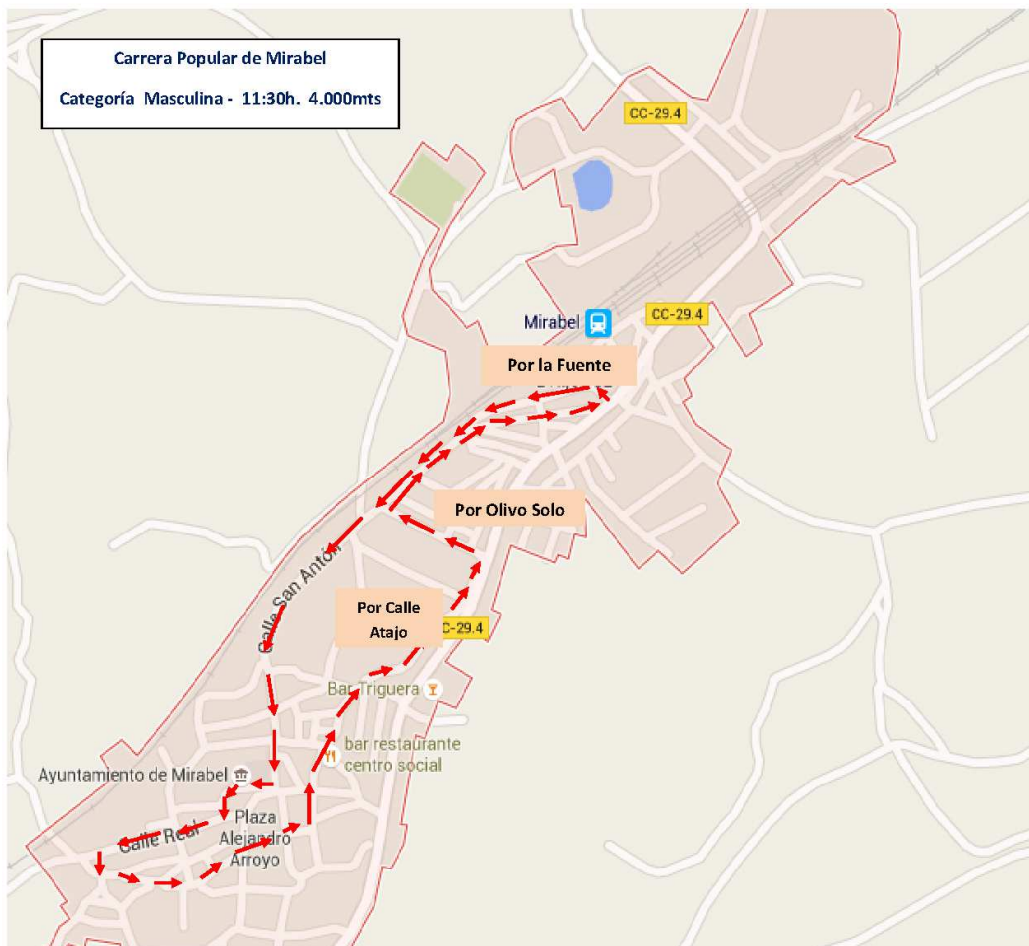 Carrera Popular de Mirabel
Categoría Masculina - 11:30h. 4.000mts
CC-29.4
Mirabel
CC-29.4
Por la Fuente
Por Olivo Solo
Calle San Antón
Por Calle
Atajo
CC-29.4
Bar Triguera
bar restaurante
centro social
Ayuntamiento de Mirabel
Plaza
Alejandro
Arroyo
Calle Real